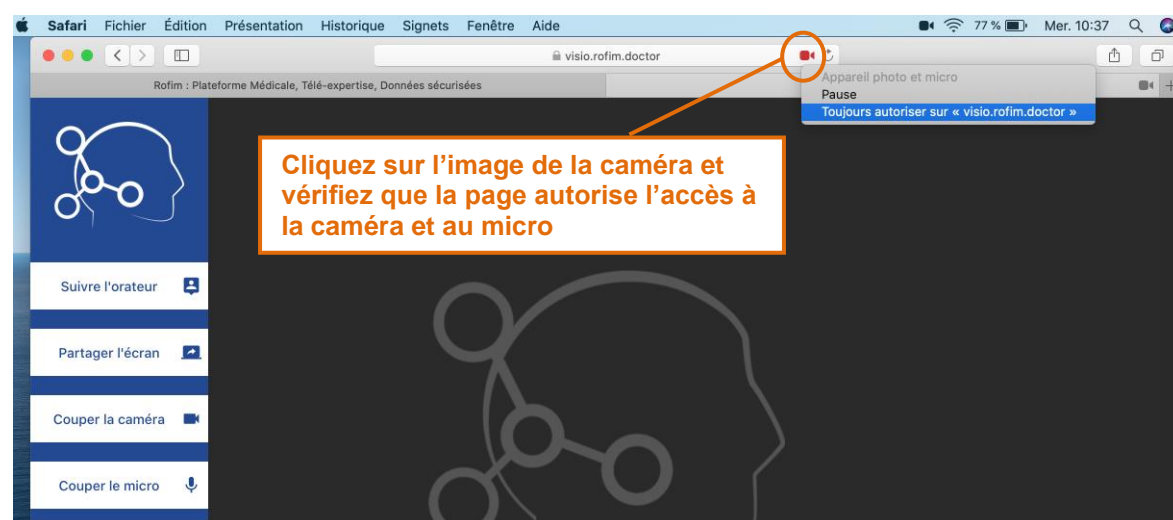 Safari Fichier Édition Présentation Historique Signets Fenêtre Aide 77 % Mer. 10:37
visio.rofim.doctor
Rofim : Plateforme Médicale, Télé-expertise, Données sécurisées
Appareil photo et micro
Pause
Toujours autoriser sur « visio.rofim.doctor »
Cliquez sur l’image de la caméra et
vérifiez que la page autorise l’accès à
la caméra et au micro
Suivre l'orateur
Partager l'écran
Couper la caméra
Couper le micro